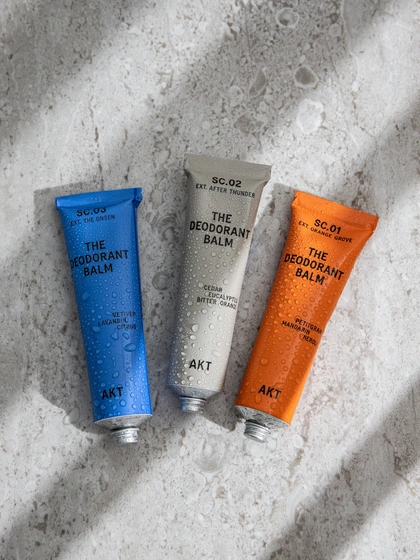 SC.03
EXT. THE ONSEN
THE
DEODORANT
BALM
VETIVER
LAVANDIN
CITRUS
AKT
SC.02
EXT. AFTER THUNDER
THE
DEODORANT
BALM
CEDAR
EUCALYPTUS
BITTER ORANGE
AKT
SC.01
EXT. ORANGE GROVE
THE
DEODORANT
BALM
PETITGRAIN
MANDARIN
NEROLI
AKT